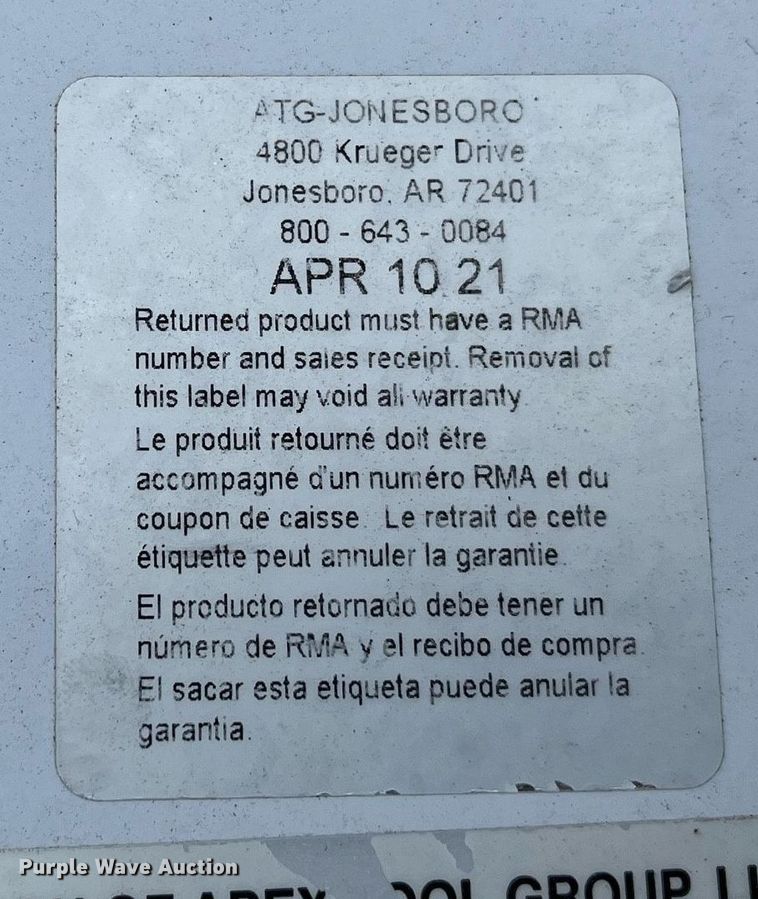 ATG-JONESBORO
4800 Krueger Drive
Jonesboro, AR 72401
800 - 643 - 0084
APR 10 21
Returned product must have a RMA
number and sales receipt. Removal of
this label may void all warranty
Le produit retourné doit être
accompagné d'un numéro RMA et du
coupon de caisse. Le retrait de cette
étiquette peut annuler la garantie.
El producto retornado debe tener un
número de RMA y el recibo de compra.
El sacar esta etiqueta puede anular la
garantia.
Purple Wave Auction
APEX GROUP